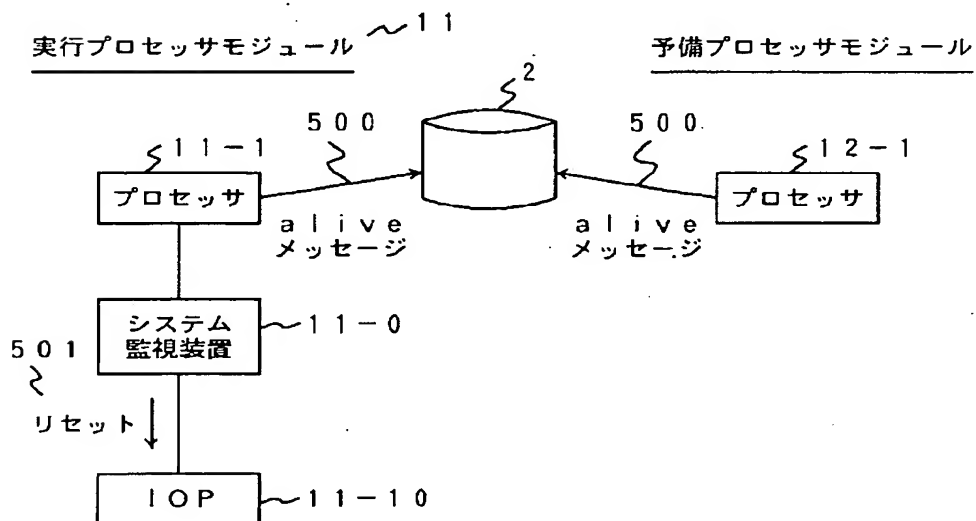 実行プロセッサモジュール
11
予備プロセッサモジュール
2
500
500
11-1
12-1
プロセッサ
プロセッサ
alive
メッセージ
alive
メッセージ
システム
監視装置
11-0
501
リセット
IOP
11-10